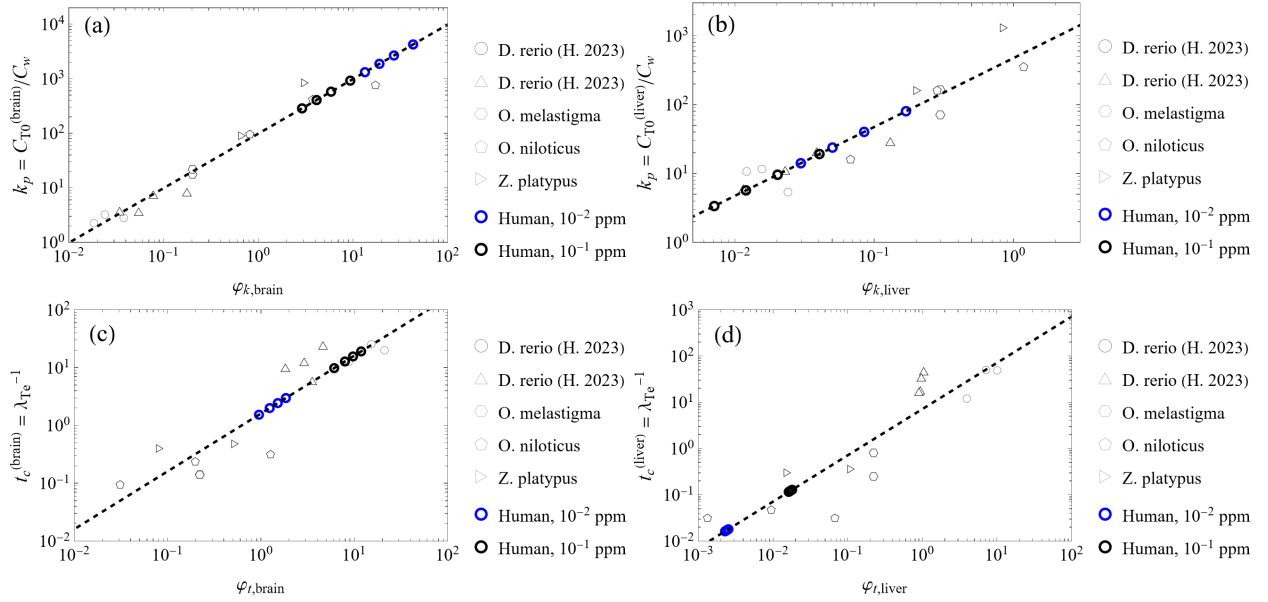 (a)
k_p = C_T0^(brain)/C_w
10^4
10^3
10^2
10^1
10^0
10^-2 10^-1 10^0 10^1 10^2
φ_k,brain
D. rerio (H. 2023)
D. rerio (H. 2023)
O. melastigma
O. niloticus
Z. platypus
Human, 10^-2 ppm
Human, 10^-1 ppm
(b)
k_p = C_T0^(liver)/C_w
10^3
10^2
10^1
10^0
10^-2 10^-1 10^0
φ_k,liver
D. rerio (H. 2023)
D. rerio (H. 2023)
O. melastigma
O. niloticus
Z. platypus
Human, 10^-2 ppm
Human, 10^-1 ppm
(c)
t_c^(brain) = λ_Te^-1
10^2
10^1
10^0
10^-1
10^-2
10^-2 10^-1 10^0 10^1 10^2
φ_t,brain
D. rerio (H. 2023)
D. rerio (H. 2023)
O. melastigma
O. niloticus
Z. platypus
Human, 10^-2 ppm
Human, 10^-1 ppm
(d)
t_c^(liver) = λ_Te^-1
10^3
10^2
10^1
10^0
10^-1
10^-2
10^-3 10^-2 10^-1 10^0 10^1 10^2
φ_t,liver
D. rerio (H. 2023)
D. rerio (H. 2023)
O. melastigma
O. niloticus
Z. platypus
Human, 10^-2 ppm
Human, 10^-1 ppm